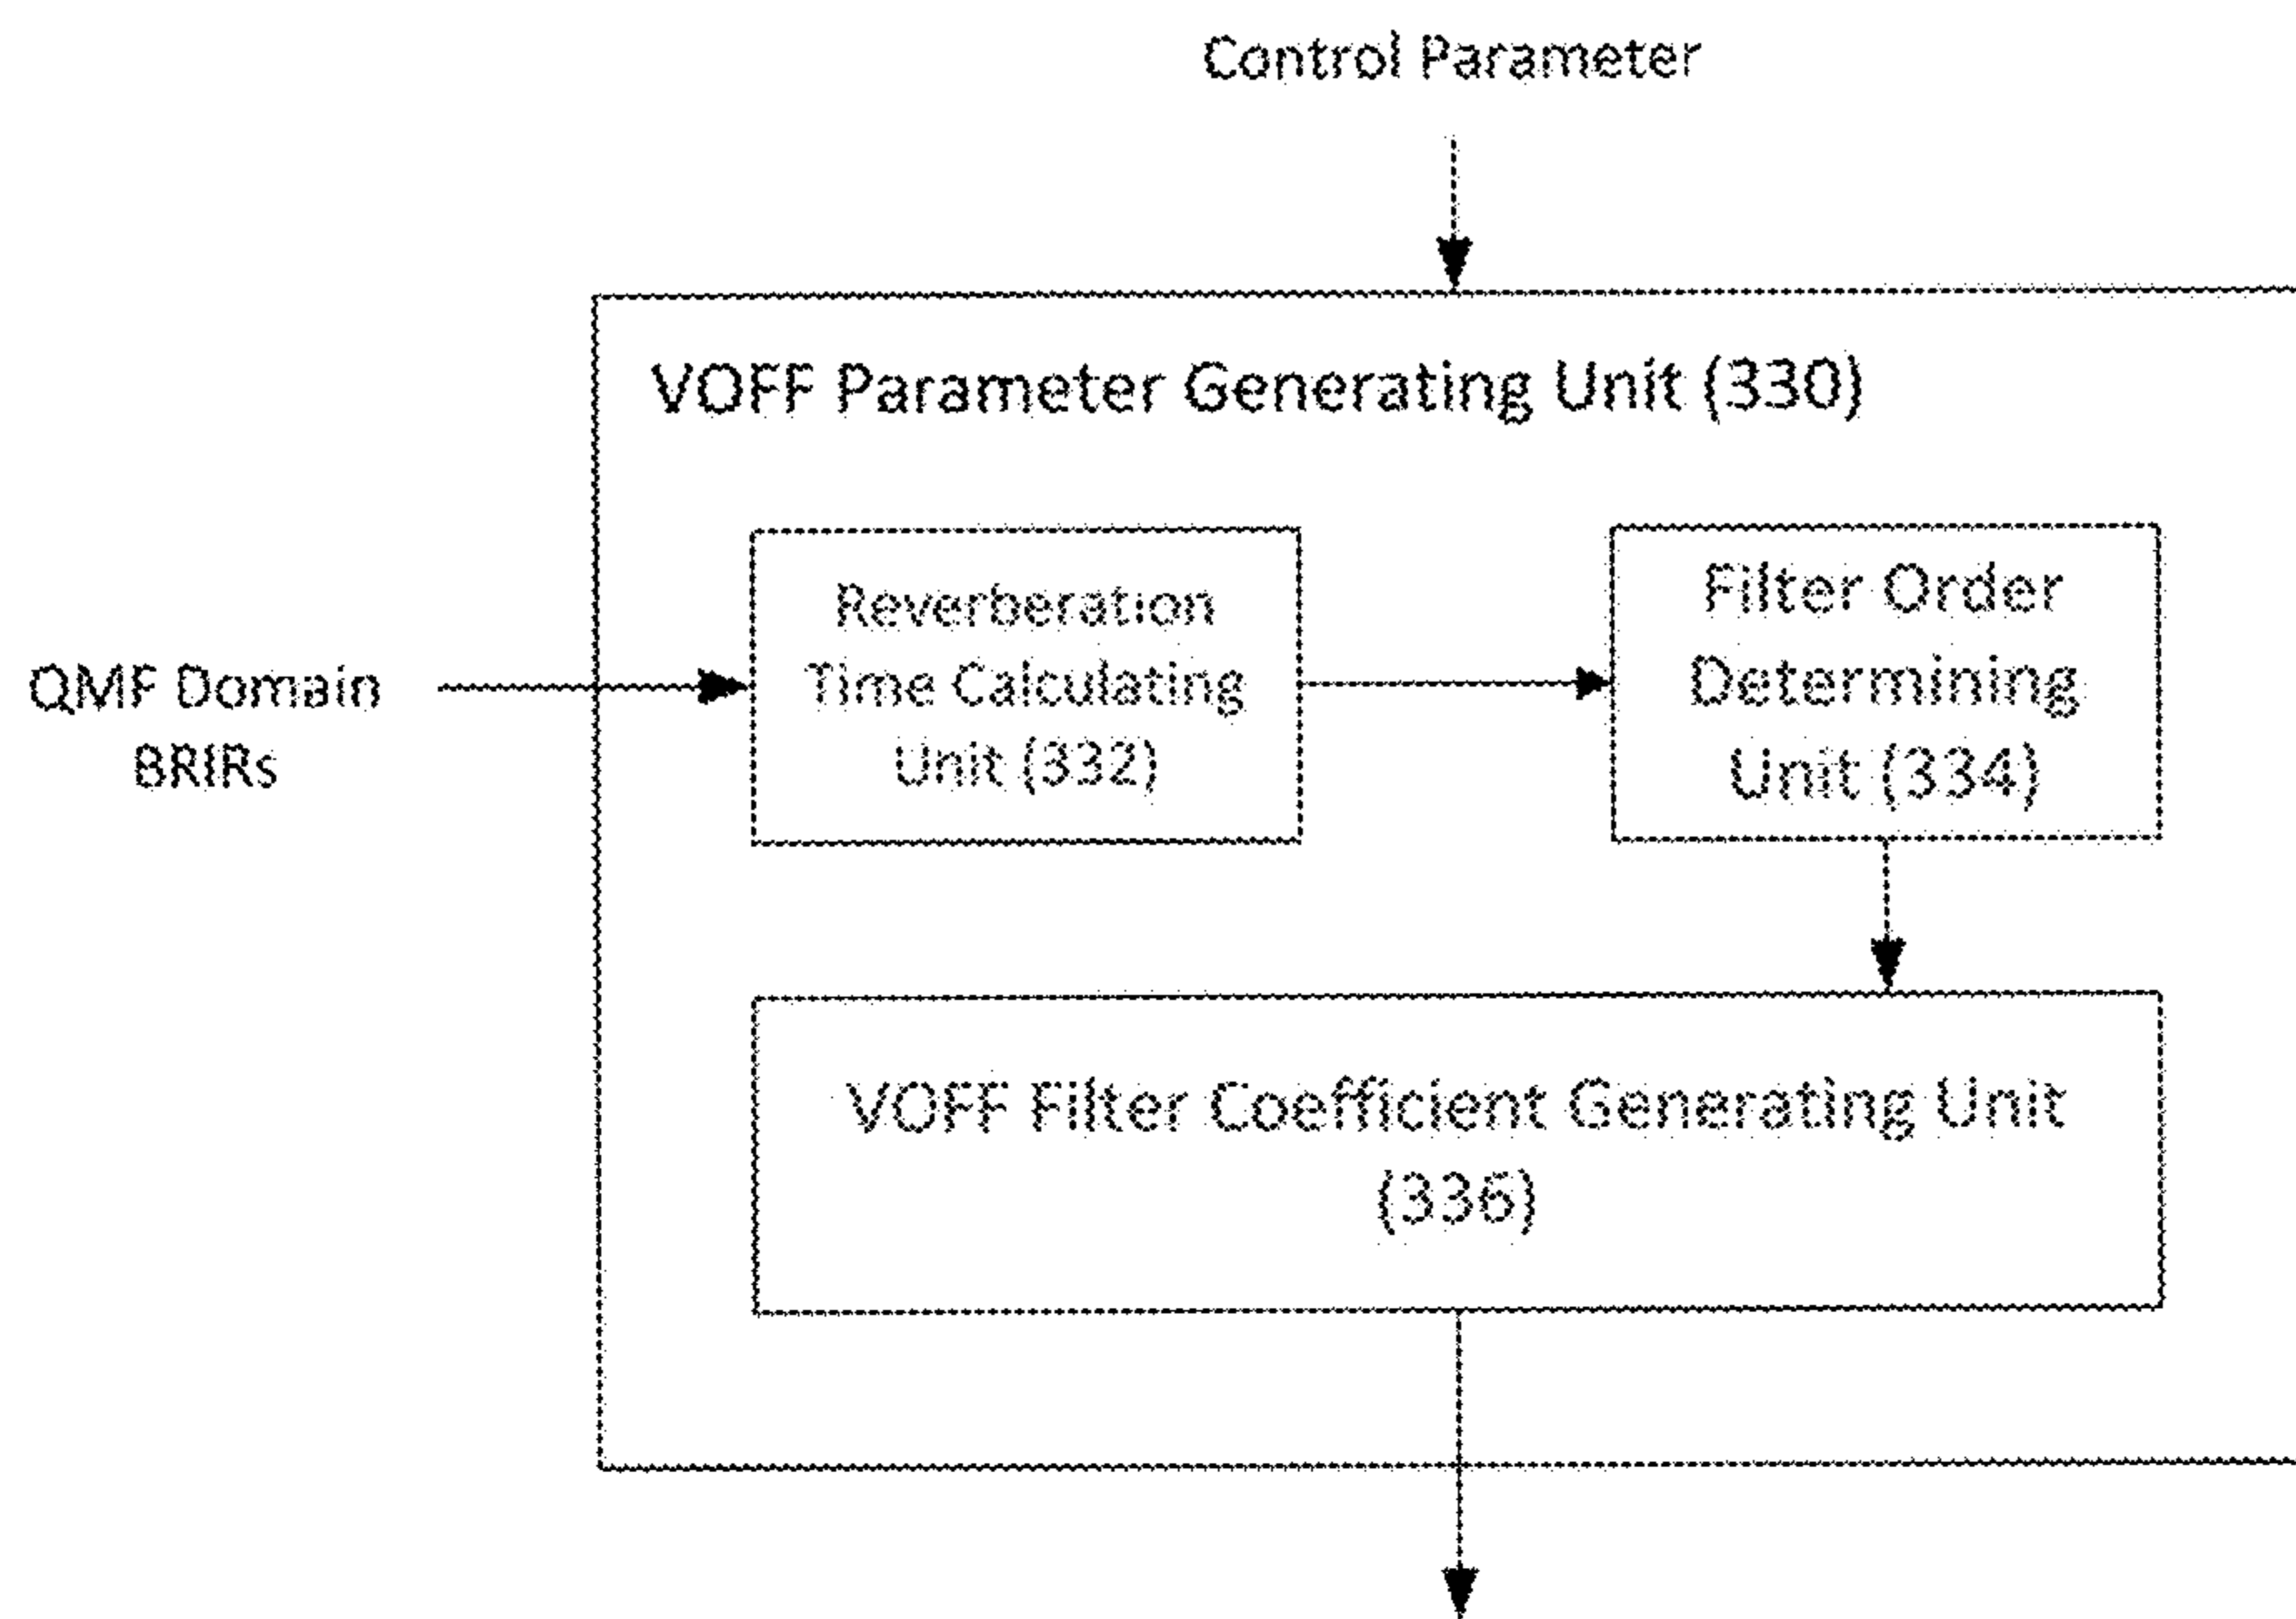 Control Parameter
VOFF Parameter Generating Unit (330)
Reverberation
Time Calculating
Unit (332)
Filter Order
Determining
Unit (334)
QMF Domain
BRIRs
VOFF Filter Coefficient Generating Unit
(336)